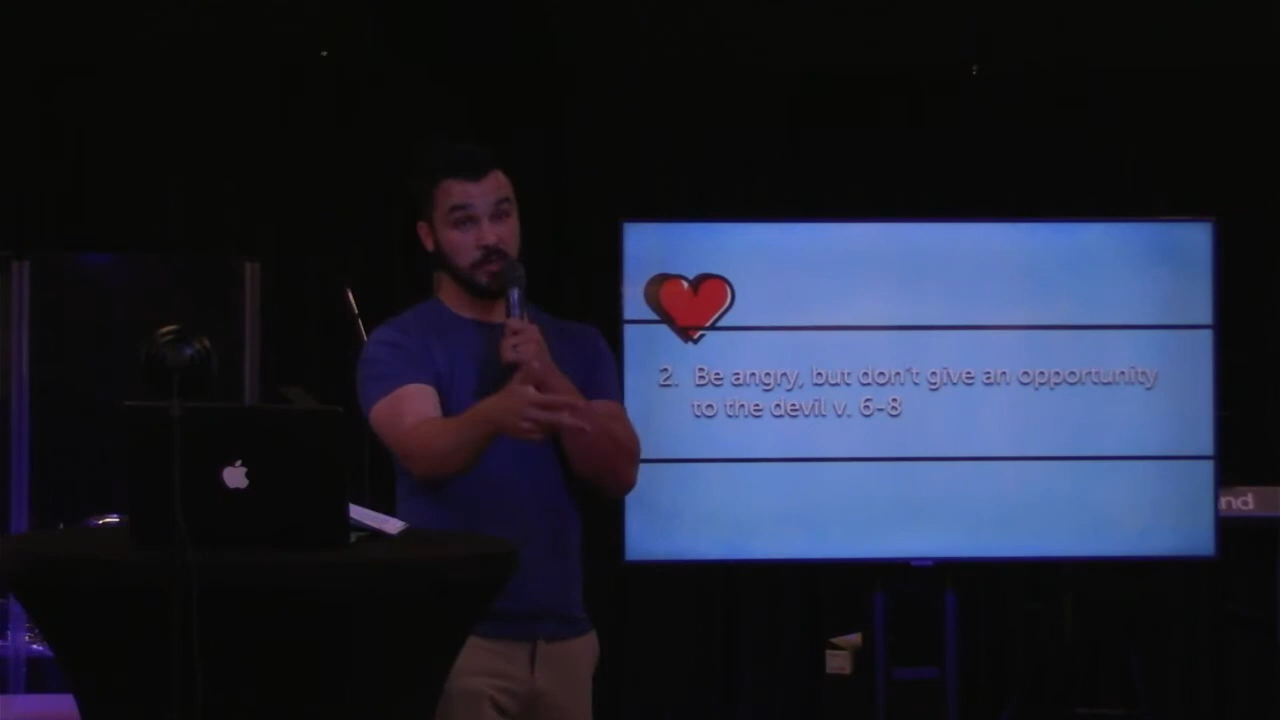 2. Be angry, but don't give an opportunity
to the devil v. 6-8
nd